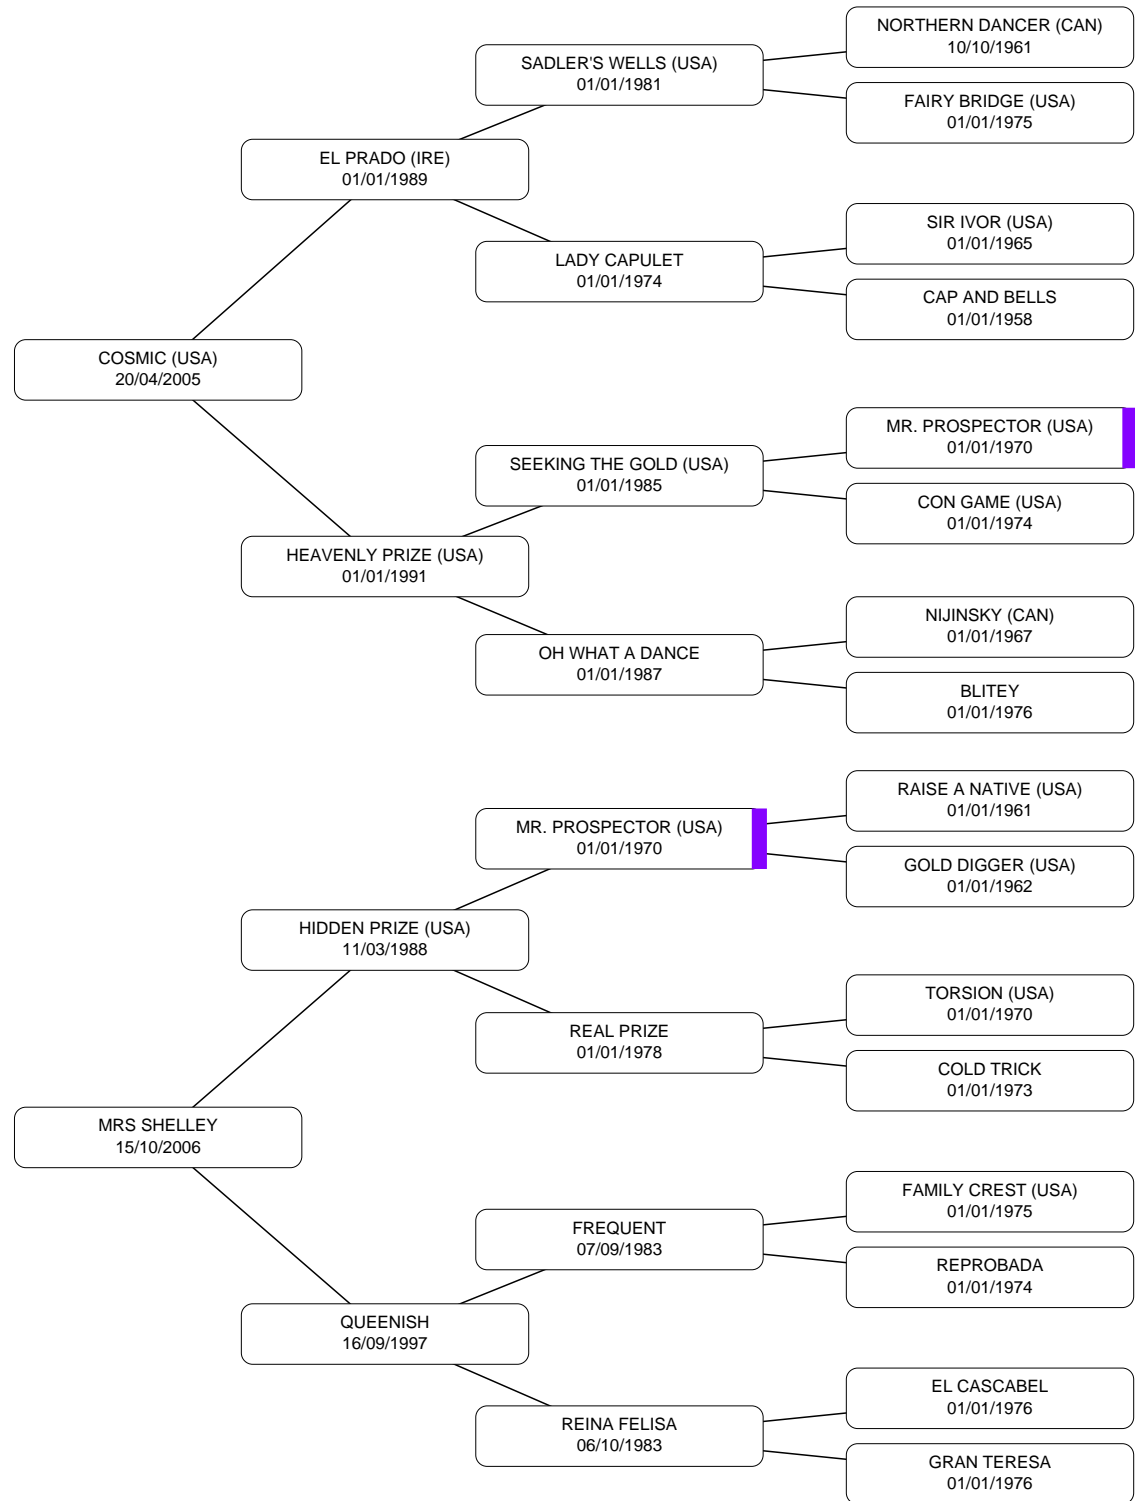 NORTHERN DANCER (CAN)
10/10/1961
SADLER'S WELLS (USA)
01/01/1981
FAIRY BRIDGE (USA)
01/01/1975
EL PRADO (IRE)
01/01/1989
SIR IVOR (USA)
01/01/1965
LADY CAPULET
01/01/1974
CAP AND BELLS
01/01/1958
COSMIC (USA)
20/04/2005
MR. PROSPECTOR (USA)
01/01/1970
SEEKING THE GOLD (USA)
01/01/1985
CON GAME (USA)
01/01/1974
HEAVENLY PRIZE (USA)
01/01/1991
NIJINSKY (CAN)
01/01/1967
OH WHAT A DANCE
01/01/1987
BLITEY
01/01/1976
RAISE A NATIVE (USA)
01/01/1961
MR. PROSPECTOR (USA)
01/01/1970
GOLD DIGGER (USA)
01/01/1962
HIDDEN PRIZE (USA)
11/03/1988
TORSION (USA)
01/01/1970
REAL PRIZE
01/01/1978
COLD TRICK
01/01/1973
MRS SHELLEY
15/10/2006
FAMILY CREST (USA)
01/01/1975
FREQUENT
07/09/1983
REPROBADA
01/01/1974
QUEENISH
16/09/1997
EL CASCABEL
01/01/1976
REINA FELISA
06/10/1983
GRAN TERESA
01/01/1976